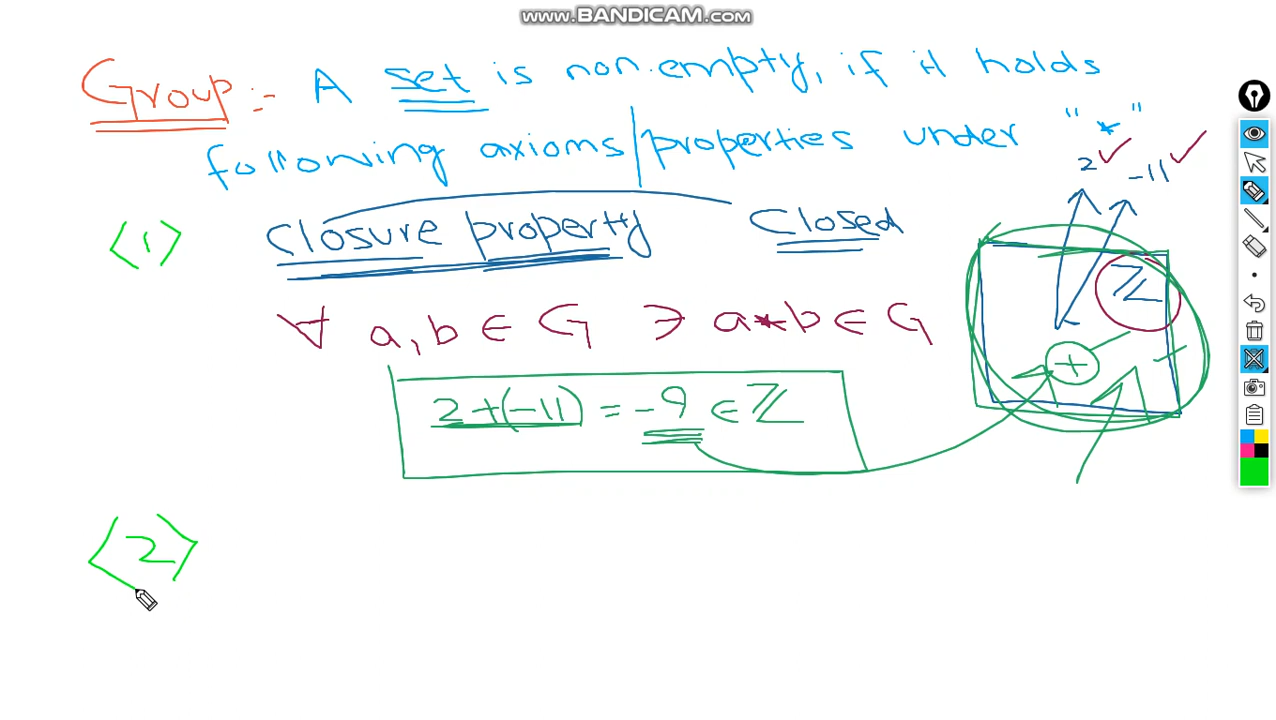 www.BANDICAM.com
Group :- A set is non.empty, if it holds
following axioms/properties under "*"
2 -11
<1> Closure property Closed
ℤ
∀ a,b ∈ G ∋ a*b ∈ G
+
2+(-11) = -9 ∈ ℤ
<2>